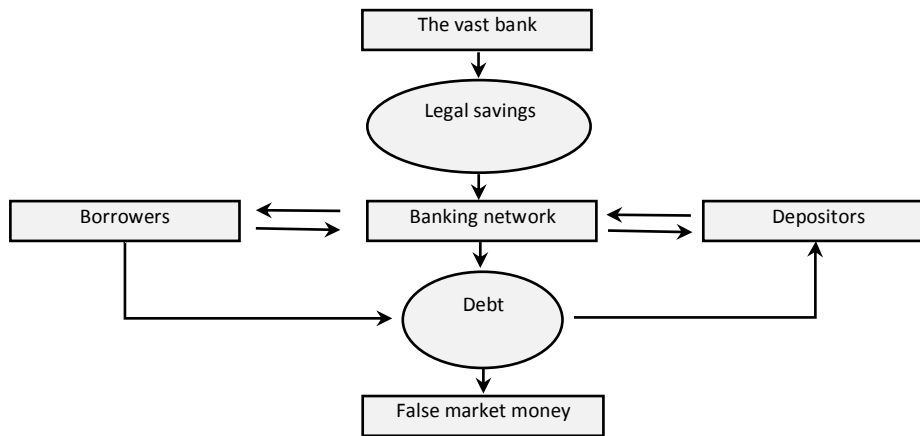 The vast bank
Legal savings
Borrowers
Banking network
Depositors
Debt
False market money